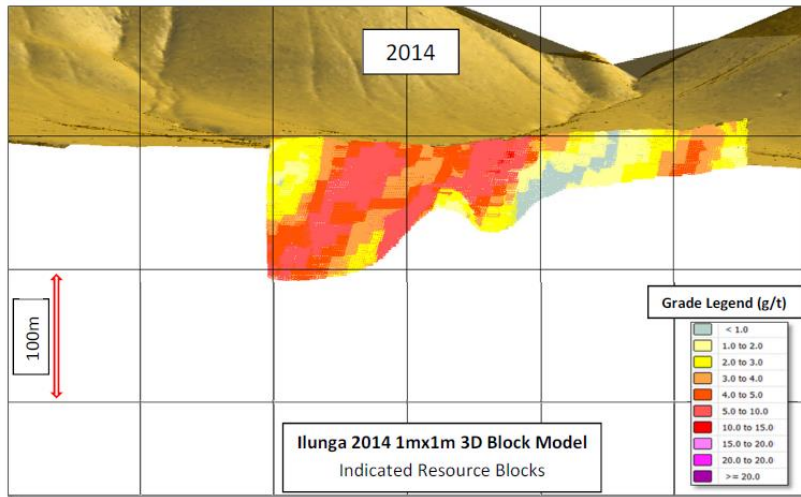 2014
100m
Grade Legend (g/t)
< 1.0
1.0 to 2.0
2.0 to 3.0
3.0 to 4.0
4.0 to 5.0
5.0 to 10.0
10.0 to 15.0
15.0 to 20.0
20.0 to 20.0
>= 20.0
Ilunga 2014 1mx1m 3D Block Model
Indicated Resource Blocks